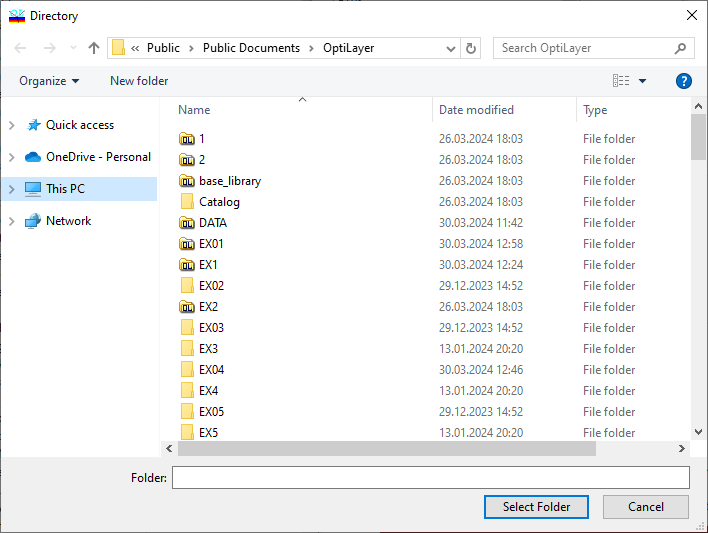 Directory
« Public > Public Documents > OptiLayer
Search OptiLayer
Organize New folder
?
Name Date modified Type
Quick access
OneDrive - Personal
This PC
Network
1 26.03.2024 18:03 File folder
2 26.03.2024 18:03 File folder
base_library 26.03.2024 18:03 File folder
Catalog 26.03.2024 18:03 File folder
DATA 30.03.2024 11:42 File folder
EX01 30.03.2024 12:58 File folder
EX1 30.03.2024 12:24 File folder
EX02 29.12.2023 14:52 File folder
EX2 26.03.2024 18:03 File folder
EX03 29.12.2023 14:52 File folder
EX3 13.01.2024 20:20 File folder
EX04 30.03.2024 12:46 File folder
EX4 13.01.2024 20:20 File folder
EX05 29.12.2023 14:52 File folder
EX5 13.01.2024 20:20 File folder
Folder:
Select Folder Cancel